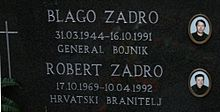 BLAGO ZADRO
31.03.1944-16.10.1991
GENERAL BOJNIK
ROBERT ZADRO
17.10.1969-10.04.1992
HRVATSKI BRANITELJ